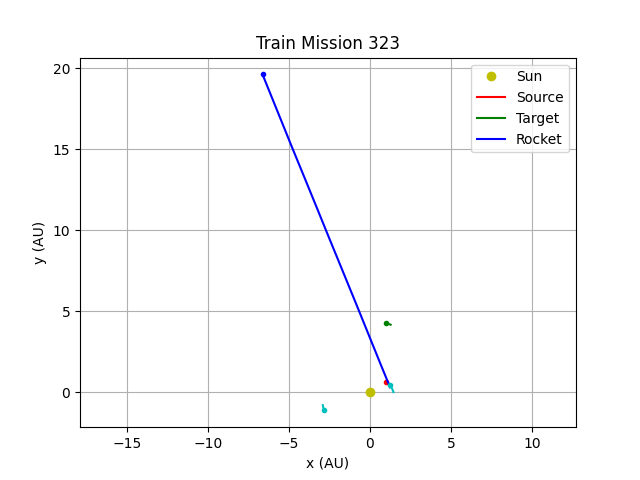 Train Mission 323
Sun
Source
Target
Rocket
20
15
10
5
0
y (AU)
−15
−10
−5
0
5
10
x (AU)